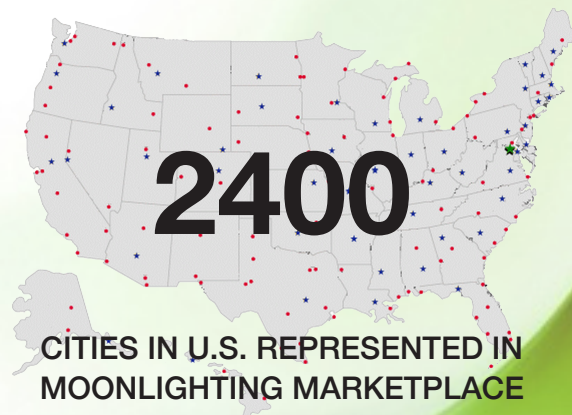 2400
CITIES IN U.S. REPRESENTED IN
MOONLIGHTING MARKETPLACE